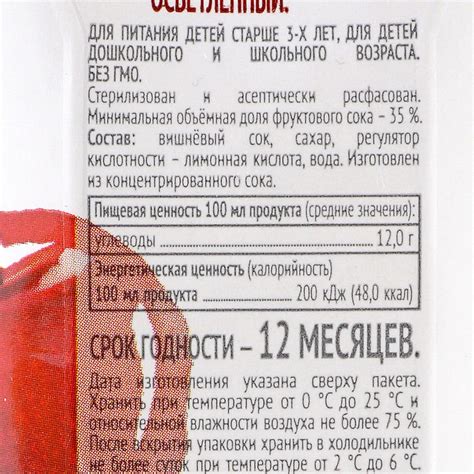 ОСВЕТЛЕННЫЙ.
ДЛЯ ПИТАНИЯ ДЕТЕЙ СТАРШЕ 3-Х ЛЕТ, ДЛЯ ДЕТЕЙ
ДОШКОЛЬНОГО И ШКОЛЬНОГО ВОЗРАСТА.
БЕЗ ГМО.
Стерилизован и асептически расфасован.
Минимальная объёмная доля фруктового сока – 35 %.
Состав: вишнёвый сок, сахар, регулятор
кислотности – лимонная кислота, вода. Изготовлен
из концентрированного сока.
Пищевая ценность 100 мл продукта (средние значения):
углеводы 12,0 г
Энергетическая ценность (калорийность)
100 мл продукта 200 кДж (48,0 ккал)
СРОК ГОДНОСТИ – 12 МЕСЯЦЕВ.
Дата изготовления указана сверху пакета.
Хранить при температуре от 0 °С до 25 °С и
относительной влажности воздуха не более 75 %.
После вскрытия упаковки хранить в холодильнике
не более суток при температуре от 2 °С до 6 °С.